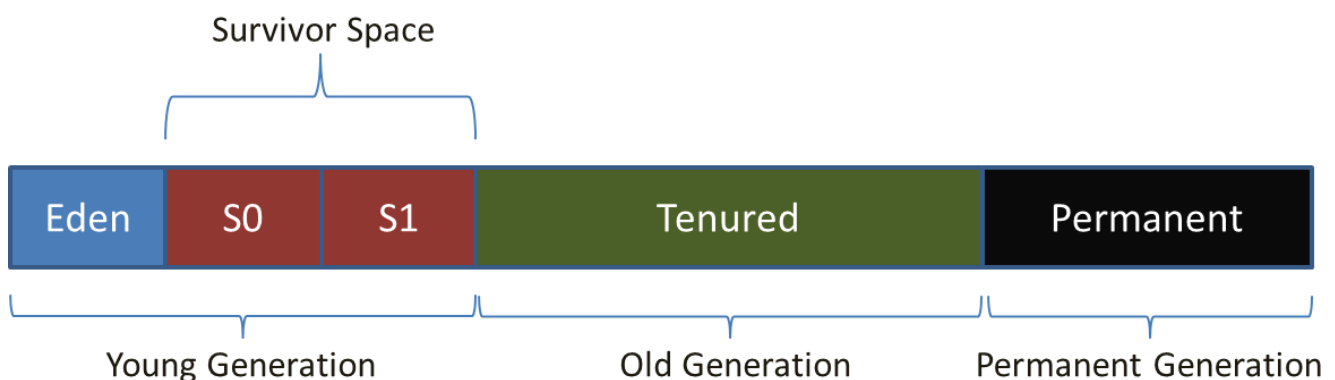 Survivor Space
Eden S0 S1 Tenured Permanent
Young Generation Old Generation Permanent Generation